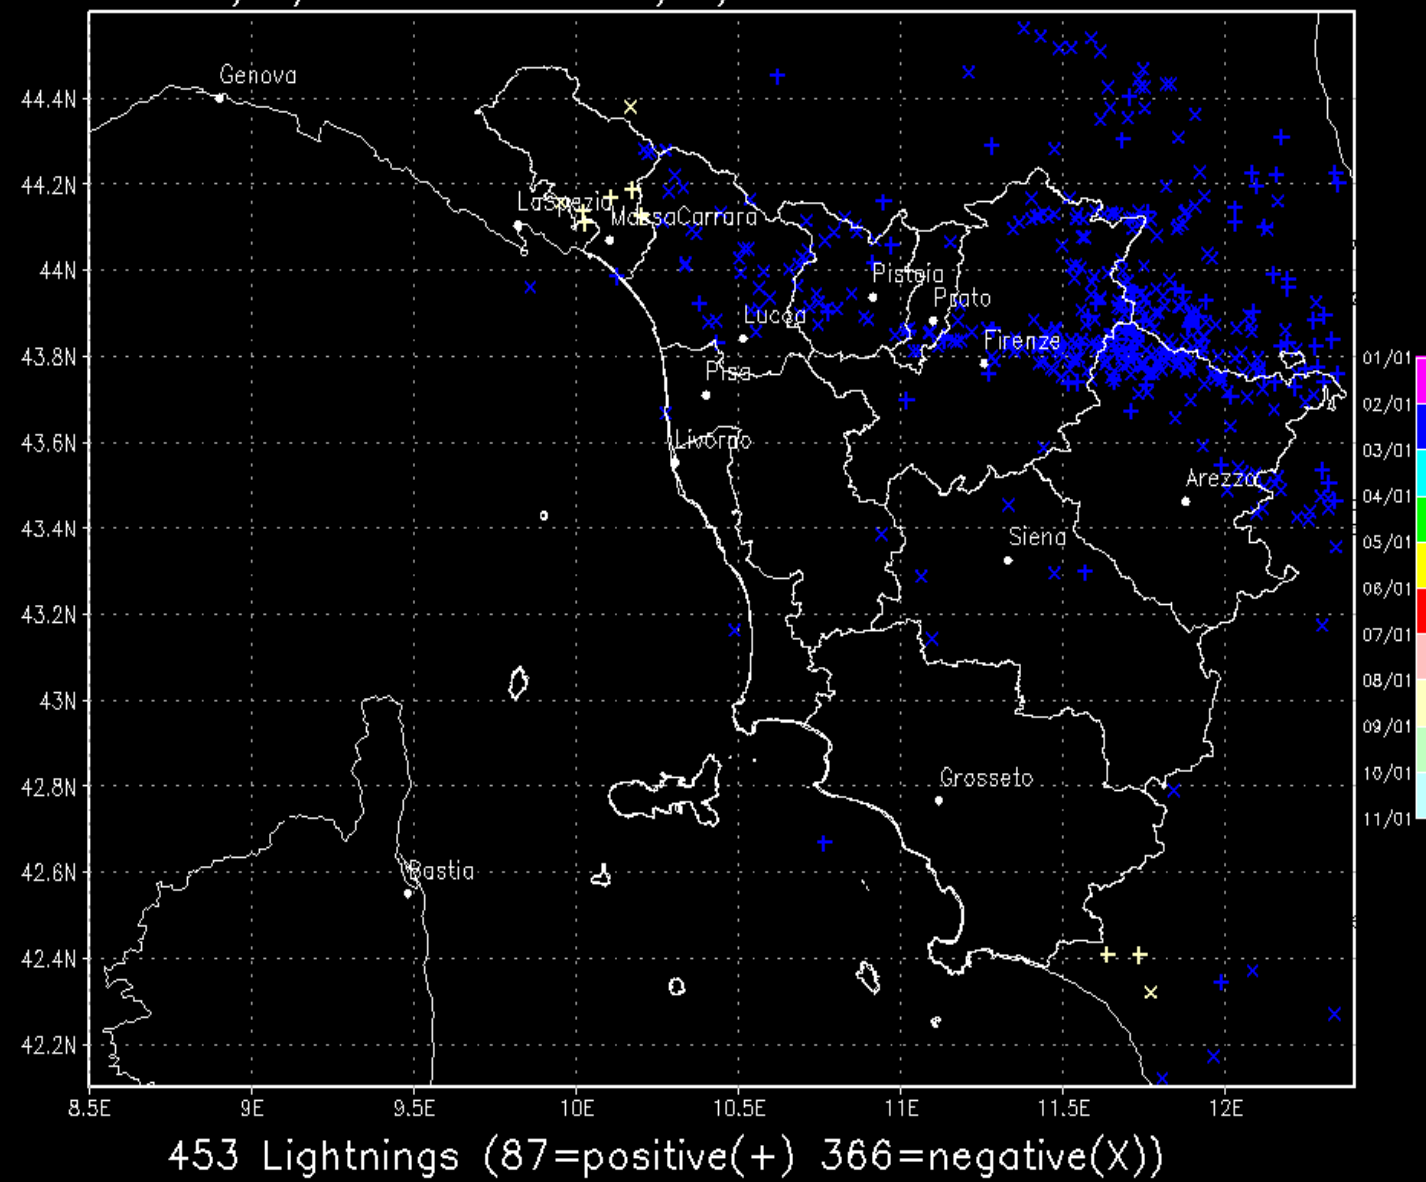 Genova
44.4N
44.2N
LaSpezia
MassaCarrara
44N
Pistoia
Prato
Lucca
Firenze
43.8N
01/01
Pisa
02/01
43.6N
Livorno
03/01
Arezzo
04/01
43.4N
Siena
05/01
06/01
43.2N
07/01
08/01
43N
09/01
Grosseto
10/01
42.8N
11/01
42.6N
Bastia
42.4N
42.2N
8.5E 9E 9.5E 10E 10.5E 11E 11.5E 12E
453 Lightnings (87=positive(+) 366=negative(X))